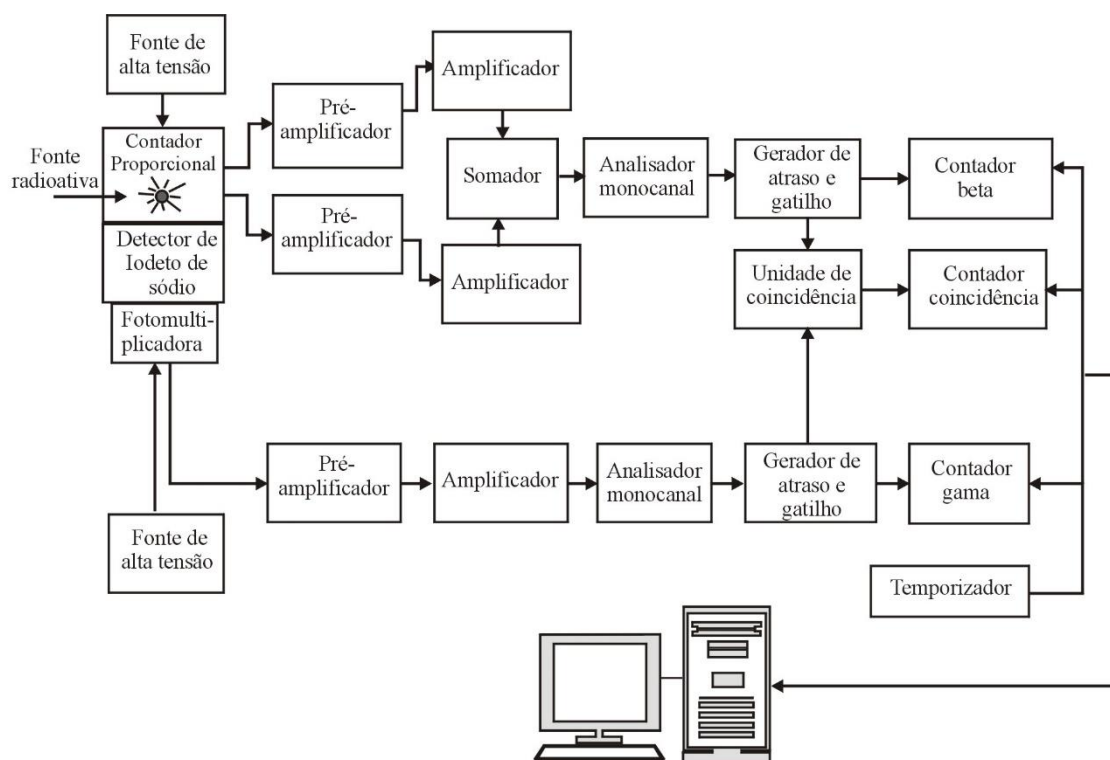 Fonte de
alta tensão
Amplificador
Pré-
amplificador
Contador
Proporcional
Fonte
radioativa
Somador
Analisador
monocanal
Gerador de
atraso e
gatilho
Contador
beta
Pré-
amplificador
Detector de
Iodeto de
sódio
Amplificador
Unidade de
coincidência
Contador
coincidência
Fotomulti-
plicadora
Pré-
amplificador
Amplificador
Analisador
monocanal
Gerador de
atraso e
gatilho
Contador
gama
Fonte de
alta tensão
Temporizador